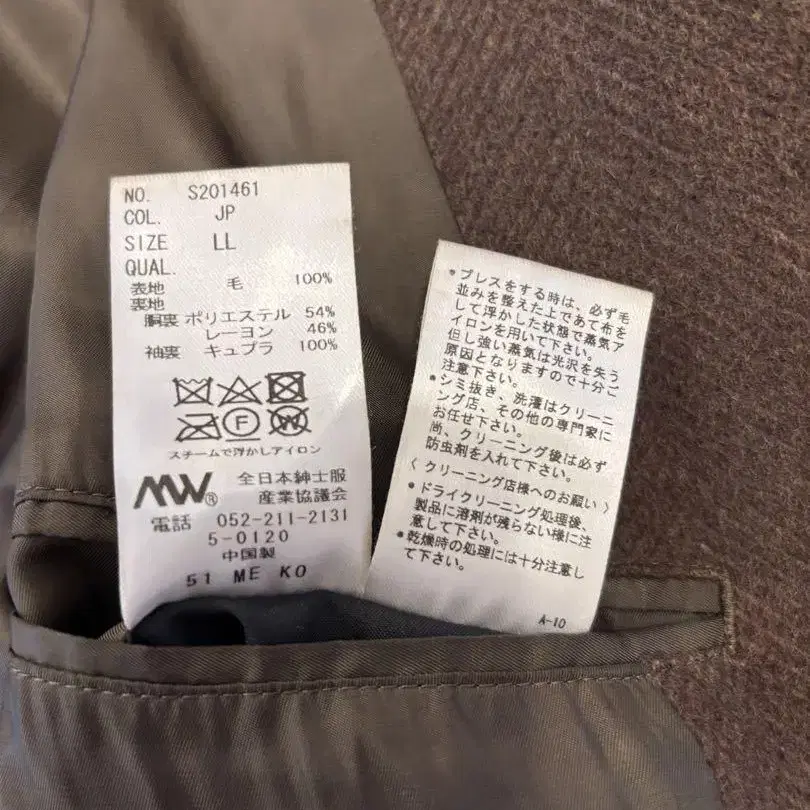 NO. S201461
COL. JP
SIZE LL
QUAL.
表地 毛 100%
裏地
胴裏 ポリエステル 54%
レーヨン 46%
袖裏 キュプラ 100%
F
W
スチームで浮かしアイロン
MW®
全日本紳士服
産業協議会
電話 052-211-2131
5-0120
中国製
51 ME KO
•プレスをする時は、必ず毛
並みを整えた上であて布を
して浮かした状態で蒸気ア
イロンを用いて下さい。
但し強い蒸気は光沢を失う
原因となりますので十分ご
注意下さい。
•シミ抜き、洗濯はクリーニ
ング店、その他の専門家に
お任せ下さい。
尚、クリーニング後は必ず
防虫剤を入れて下さい。
〈クリーニング店様へのお願い〉
•ドライクリーニング処理後、
製品に溶剤が残らない様に注
意して下さい。
•乾燥時の処理には十分注意し
て下さい。
A-10